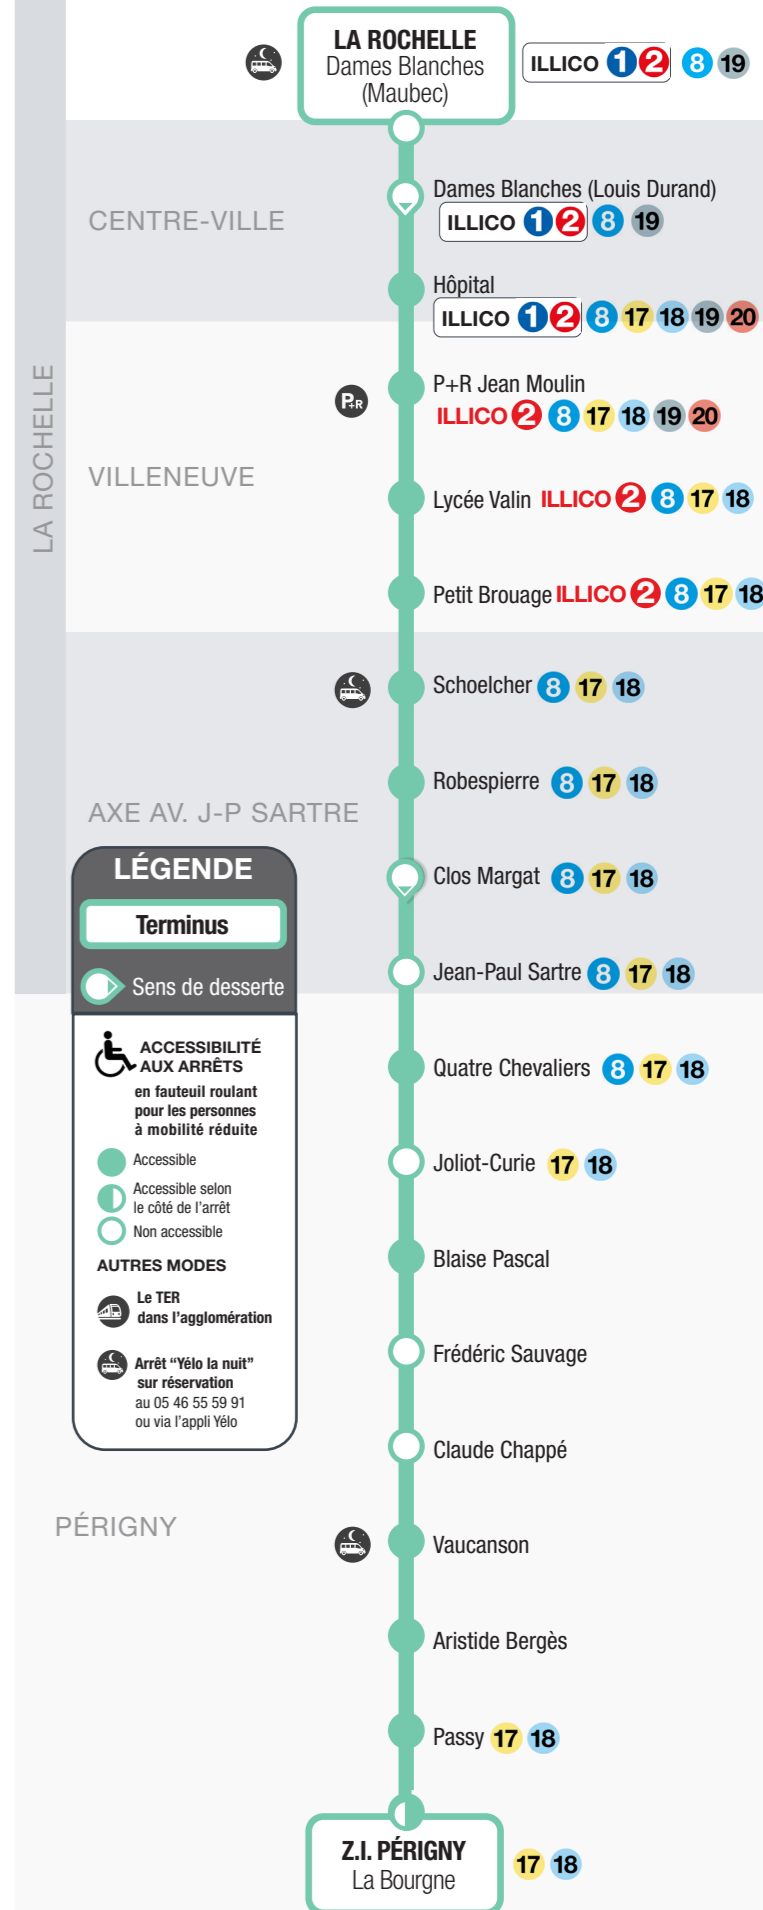 LA ROCHELLE
Dames Blanches
(Maubec)
ILLICO 1 2 8 19
LA ROCHELLE
CENTRE-VILLE
Dames Blanches (Louis Durand)
ILLICO 1 2 8 19
Hôpital
ILLICO 1 2 8 17 18 19 20
VILLENEUVE
P+R
P+R Jean Moulin
ILLICO 2 8 17 18 19 20
Lycée Valin ILLICO 2 8 17 18
Petit Brouage ILLICO 2 8 17 18
AXE AV. J-P SARTRE
Schoelcher 8 17 18
Robespierre 8 17 18
Clos Margat 8 17 18
Jean-Paul Sartre 8 17 18
PÉRIGNY
Quatre Chevaliers 8 17 18
Joliot-Curie 17 18
Blaise Pascal
Frédéric Sauvage
Claude Chappé
Vaucanson
Aristide Bergès
Passy 17 18
Z.I. PÉRIGNY
La Bourgne
17 18
LÉGENDE
Terminus
Sens de desserte
ACCESSIBILITÉ
AUX ARRÊTS
en fauteuil roulant
pour les personnes
à mobilité réduite
Accessible
Accessible selon
le côté de l'arrêt
Non accessible
AUTRES MODES
Le TER
dans l'agglomération
Arrêt “Yélo la nuit”
sur réservation
au 05 46 55 59 91
ou via l'appli Yélo